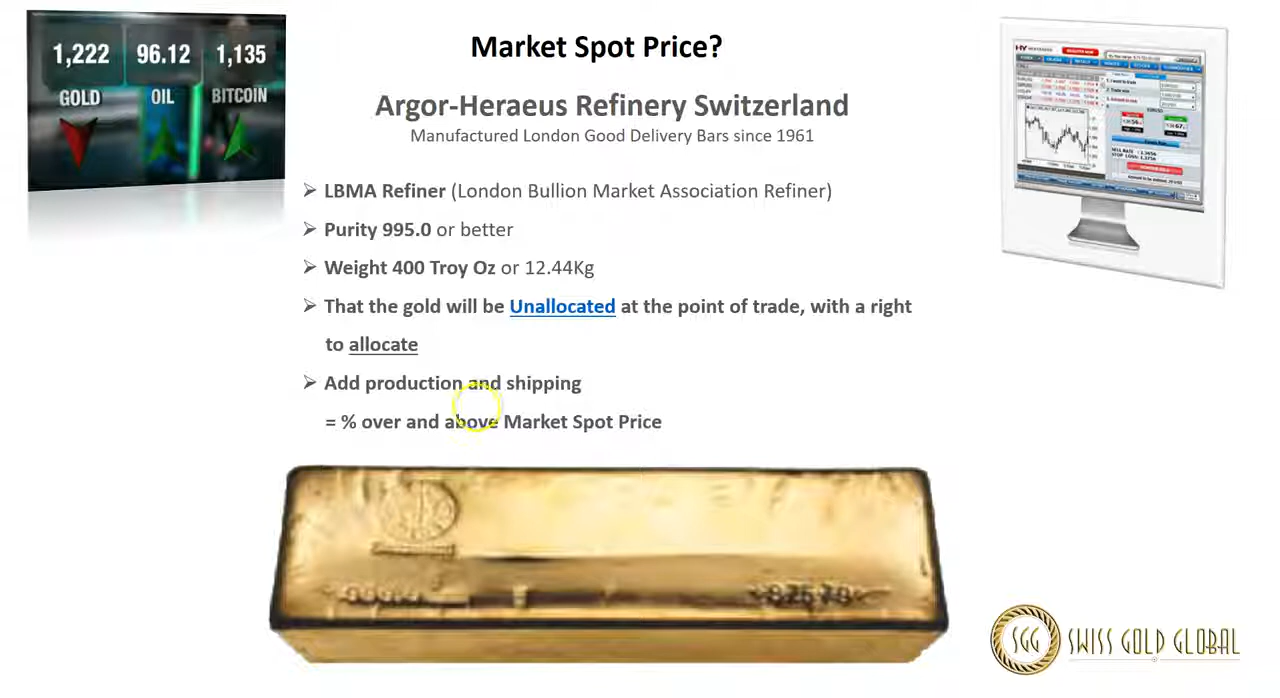 1,222 96.12 1,135
GOLD OIL BITCOIN
Market Spot Price?
Argor-Heraeus Refinery Switzerland
Manufactured London Good Delivery Bars since 1961
➢ LBMA Refiner (London Bullion Market Association Refiner)
➢ Purity 995.0 or better
➢ Weight 400 Troy Oz or 12.44Kg
➢ That the gold will be Unallocated at the point of trade, with a right
to allocate
➢ Add production and shipping
= % over and above Market Spot Price
SGG SWISS GOLD GLOBAL